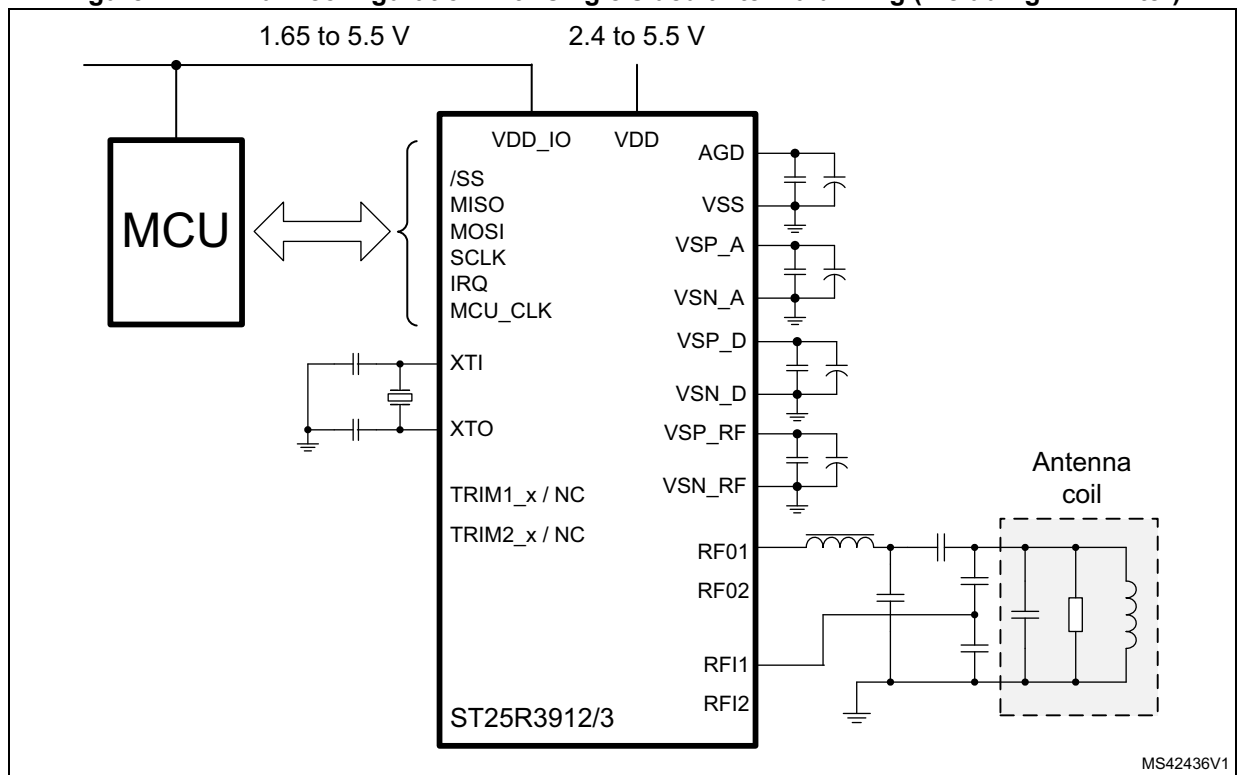 1.65 to 5.5 V
2.4 to 5.5 V
MCU
VDD_IO
VDD
/SS
MISO
MOSI
SCLK
IRQ
MCU_CLK
XTI
XTO
TRIM1_x / NC
TRIM2_x / NC
AGD
VSS
VSP_A
VSN_A
VSP_D
VSN_D
VSP_RF
VSN_RF
RF01
RF02
RFI1
RFI2
ST25R3912/3
Antenna
coil
MS42436V1